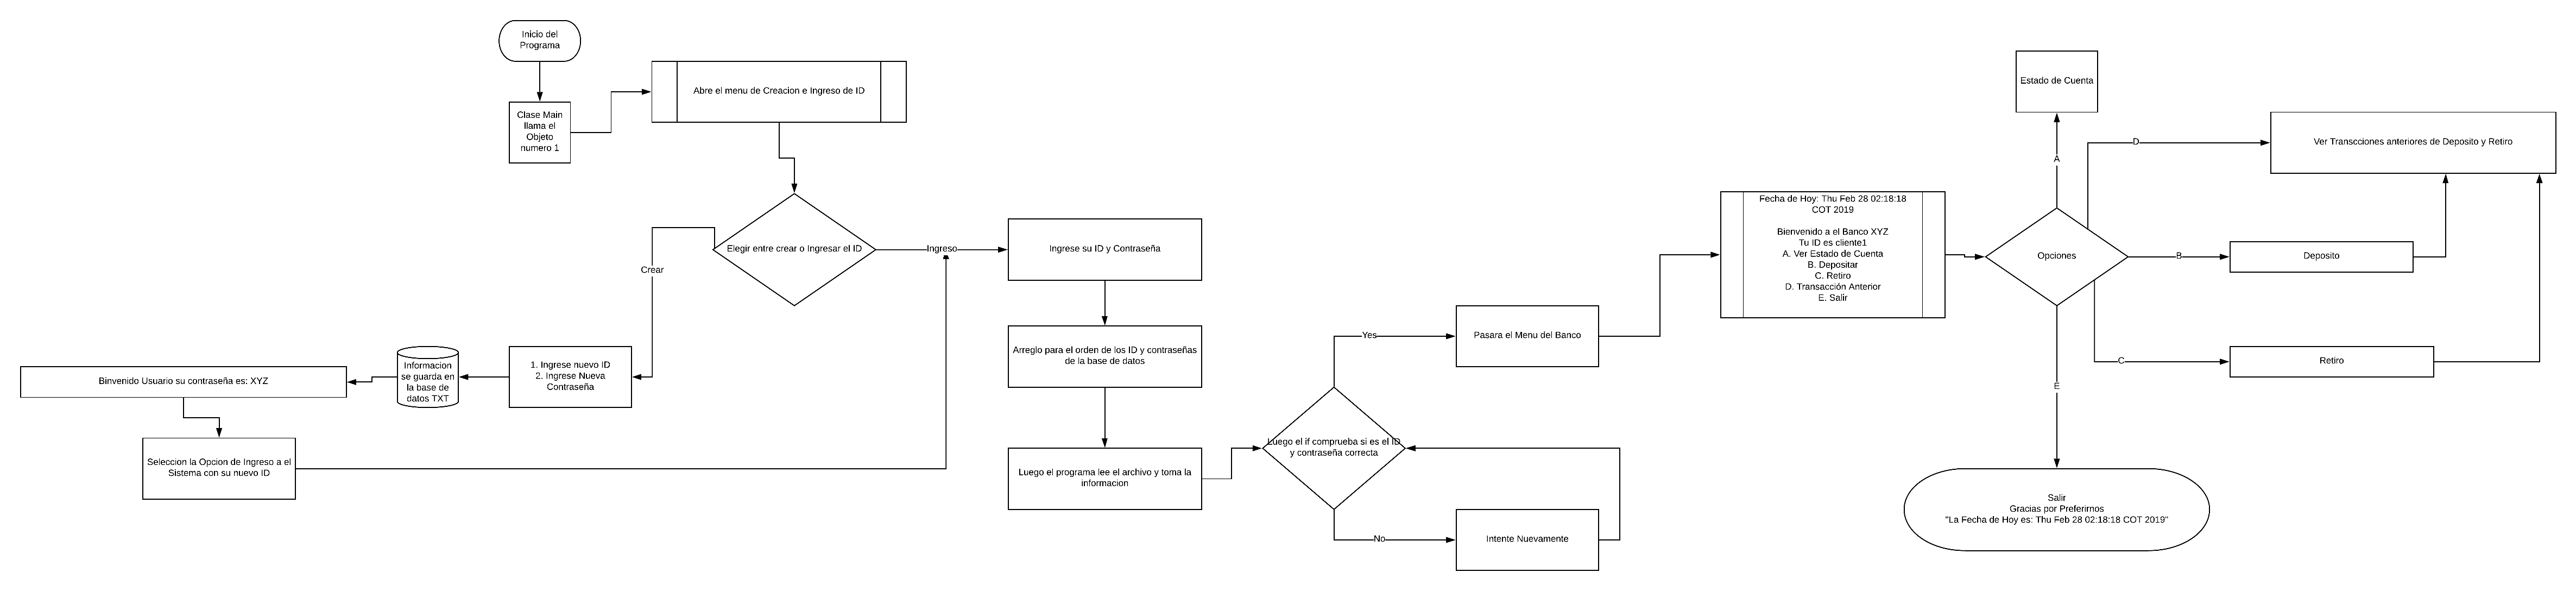 Inicio del
Programa
Clase Main
llama el
Objeto
numero 1
Abre el menu de Creacion e Ingreso de ID
Elegir entre crear o Ingresar el ID
Crear
Ingreso
1. Ingrese nuevo ID
2. Ingrese Nueva
Contraseña
Informacion
se guarda en
la base de
datos TXT
Binvenido Usuario su contraseña es: XYZ
Seleccion la Opcion de Ingreso a el
Sistema con su nuevo ID
Ingrese su ID y Contraseña
Arreglo para el orden de los ID y contraseñas
de la base de datos
Luego el programa lee el archivo y toma la
informacion
Luego el if comprueba si es el ID
y contraseña correcta
Yes
No
Intente Nuevamente
Pasara el Menu del Banco
Fecha de Hoy: Thu Feb 28 02:18:18
COT 2019
Bienvenido a el Banco XYZ
Tu ID es cliente1
A. Ver Estado de Cuenta
B. Depositar
C. Retiro
D. Transacción Anterior
E. Salir
Opciones
A
Estado de Cuenta
D
Ver Transcciones anteriores de Deposito y Retiro
B
Deposito
C
Retiro
E
Salir
Gracias por Preferirnos
"La Fecha de Hoy es: Thu Feb 28 02:18:18 COT 2019"